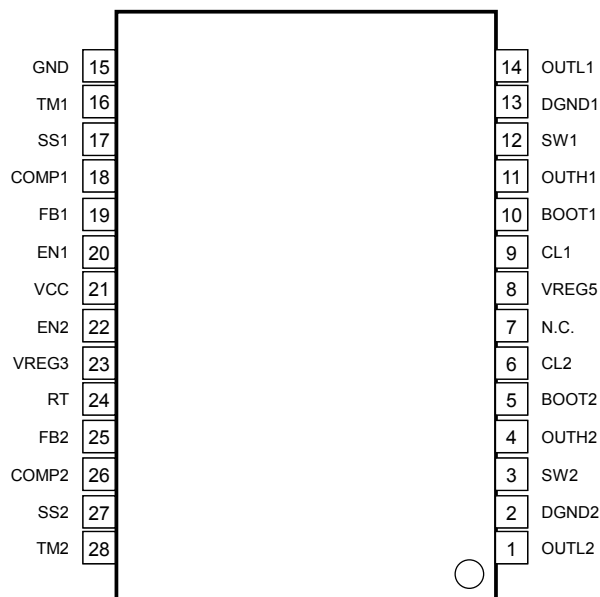 GND 15 14 OUTL1
TM1 16 13 DGND1
SS1 17 12 SW1
COMP1 18 11 OUTH1
FB1 19 10 BOOT1
EN1 20 9 CL1
VCC 21 8 VREG5
EN2 22 7 N.C.
VREG3 23 6 CL2
RT 24 5 BOOT2
FB2 25 4 OUTH2
COMP2 26 3 SW2
SS2 27 2 DGND2
TM2 28 1 OUTL2